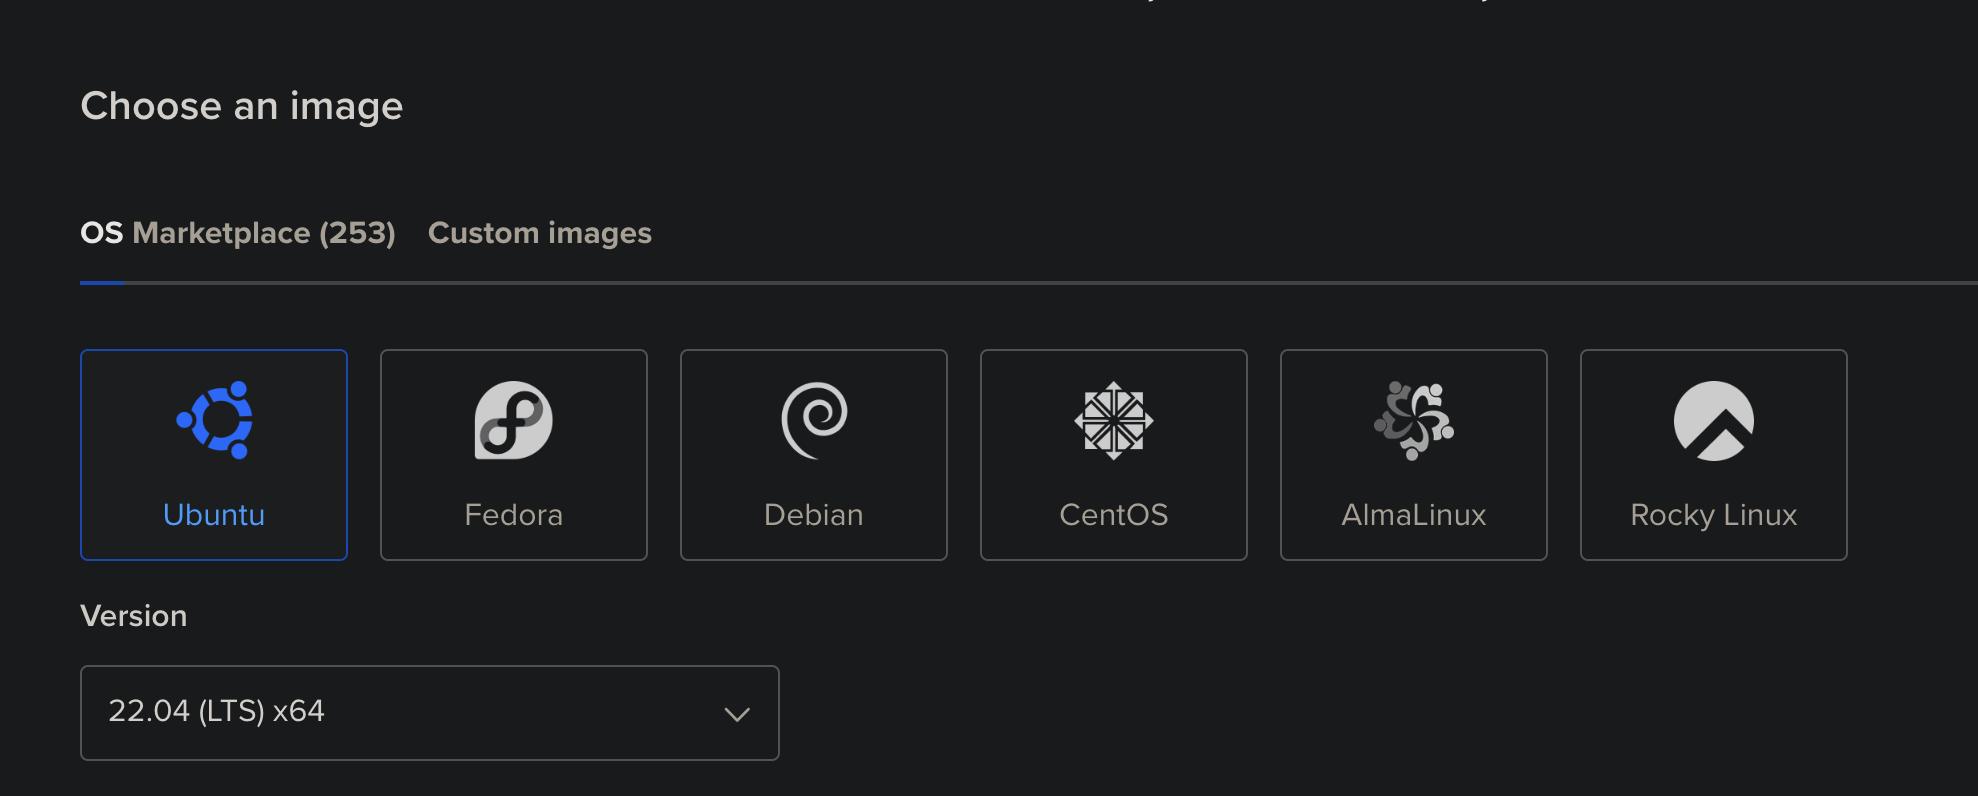 Choose an image
OS Marketplace (253) Custom images
Ubuntu
Fedora
Debian
CentOS
AlmaLinux
Rocky Linux
Version
22.04 (LTS) x64